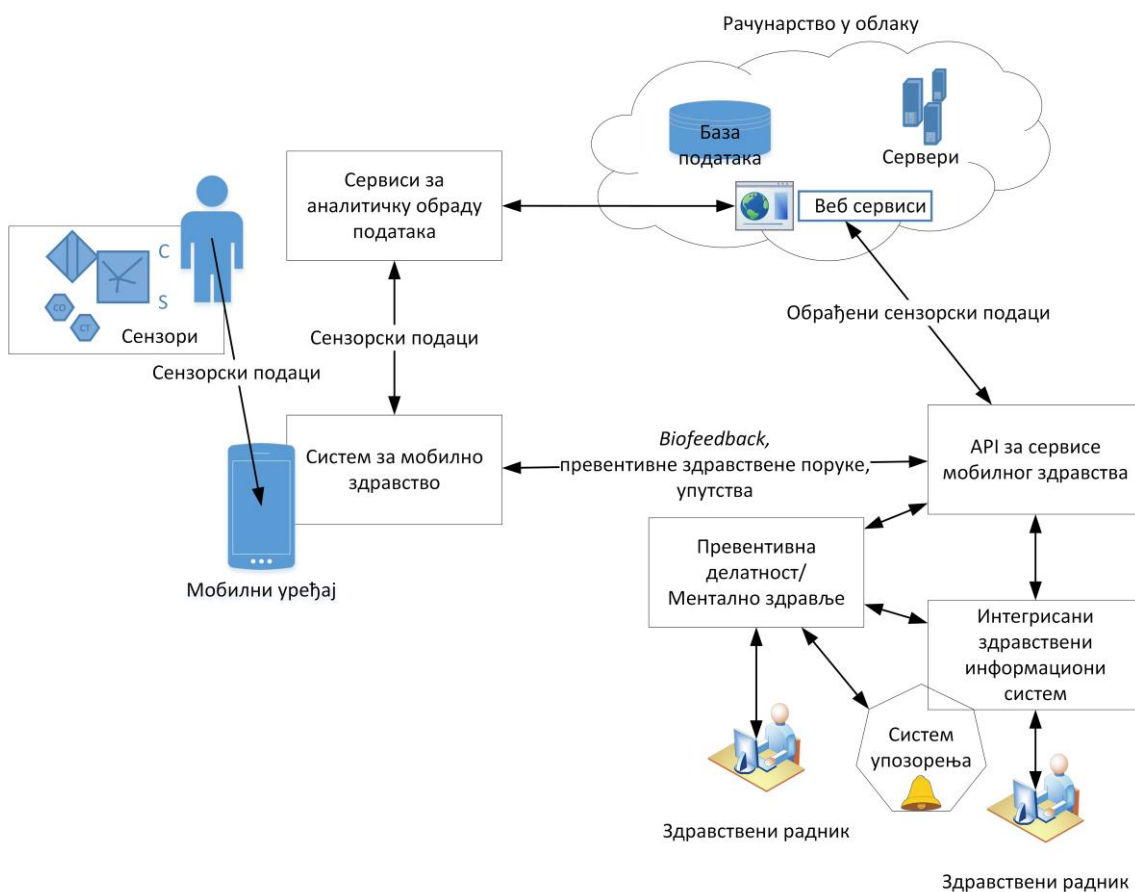 Рачунарство у облаку
База
података
Сервери
Веб сервиси
Сервиси за
аналитичку обраду
података
C
S
CO
CT
Сензори
Сензорски подаци
Сензорски подаци
Обрађени сензорски подаци
Систем за мобилно
здравство
Biofeedback,
превентивне здравствене поруке,
упутства
API за сервисе
мобилног здравства
Мобилни уређај
Превентивна
делатност/
Ментално здравље
Интегрисани
здравствени
информациони
систем
Систем
упозорења
Здравствени радник
Здравствени радник